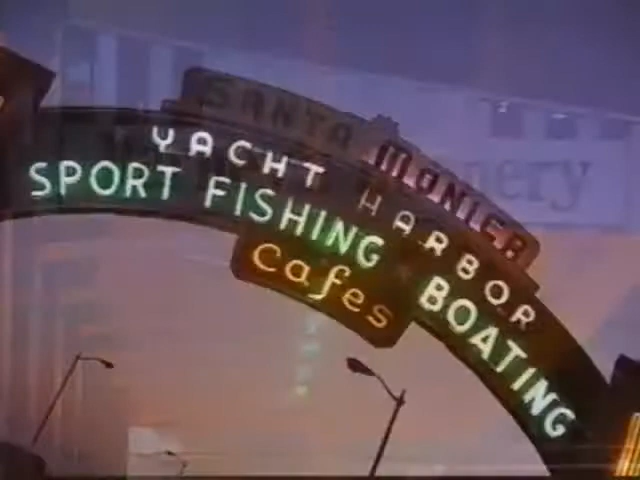 SANTA MONICA
YACHT HARBOR
SPORT FISHING BOATING
Cafes